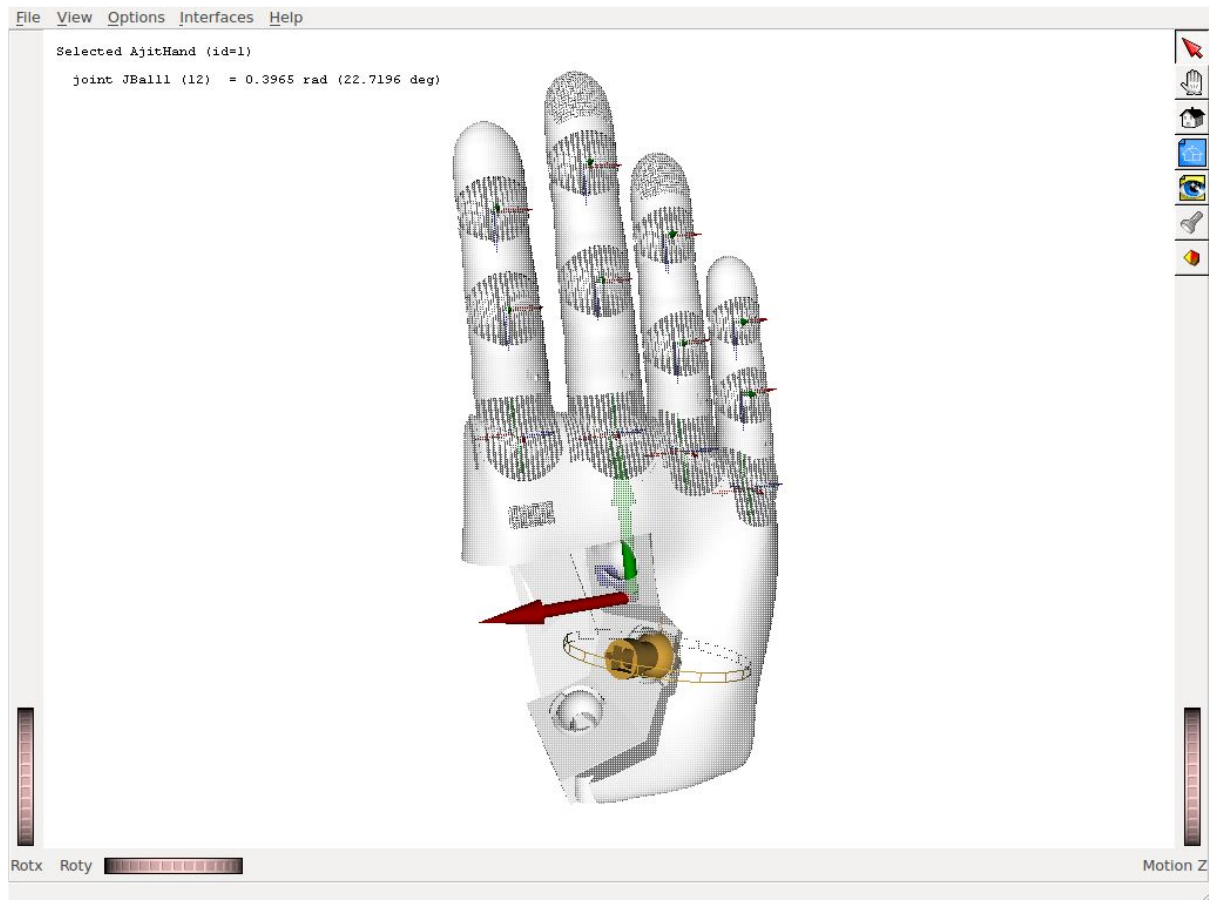 File View Options Interfaces Help
Selected AjitHand (id=1)
joint JBall1 (12) = 0.3965 rad (22.7196 deg)
Rotx Roty Motion Z